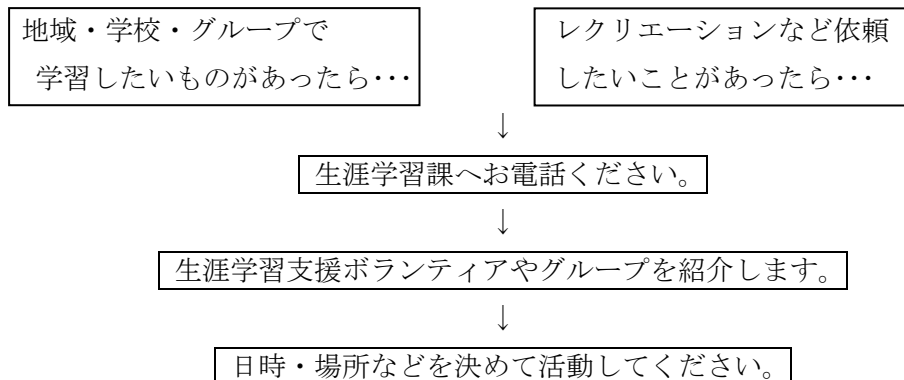 地域・学校・グループで
学習したいものがあったら･･･
レクリエーションなど依頼
したいことがあったら･･･
↓
生涯学習課へお電話ください。
↓
生涯学習支援ボランティアやグループを紹介します。
↓
日時・場所などを決めて活動してください。